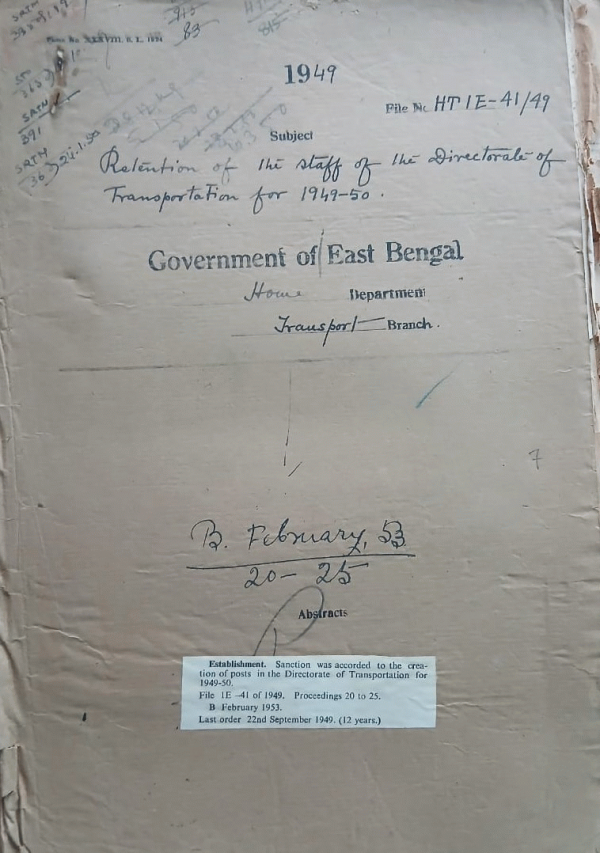 1949
File No. HT1E-41/49
Subject
Retention of the staff of the Directorate of
Transportation for 1949-50.
Government of East Bengal
Home Department
Transport Branch.
7
B. February, 53
20-25
Abstracts
Establishment. Sanction was accorded to the crea-
tion of posts in the Directorate of Transportation for
1949-50.
File 1E-41 of 1949. Proceedings 20 to 25.
B February 1953.
Last order 22nd September 1949. (12 years.)